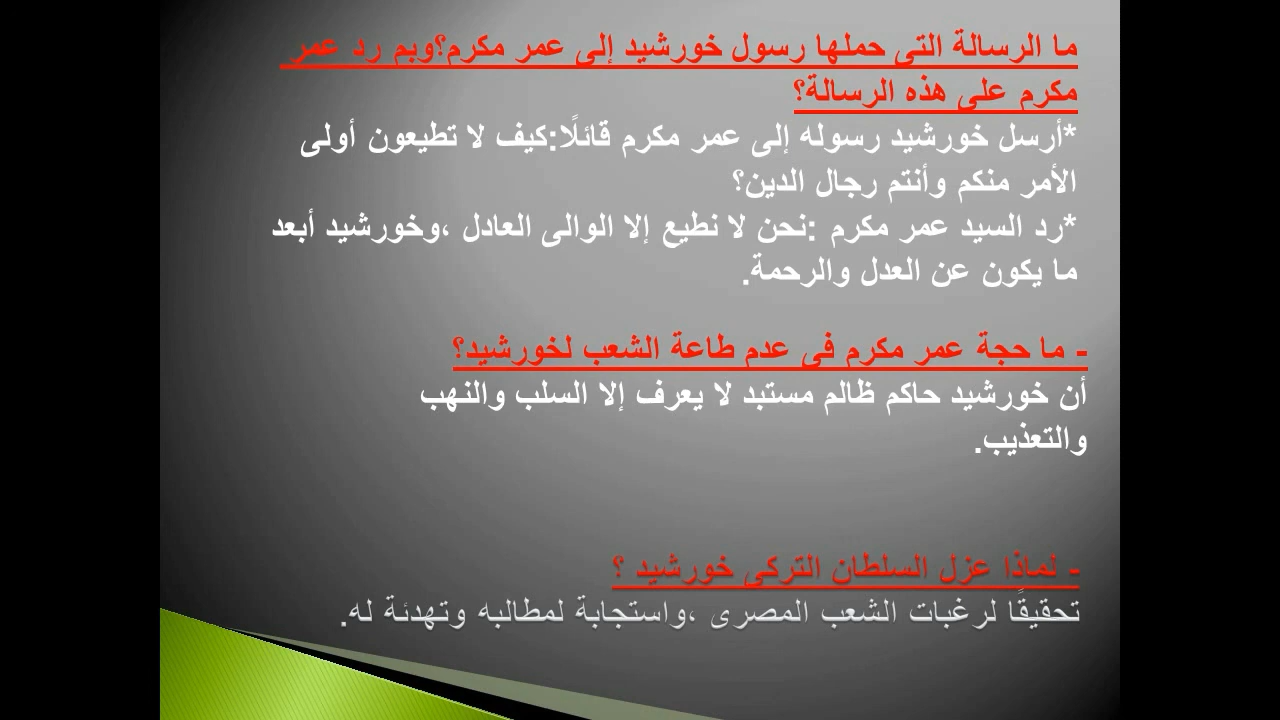 ما الرسالة التى حملها رسول خورشيد إلى عمر مكرم؟وبم رد عمر
مكرم على هذه الرسالة؟
*أرسل خورشيد رسوله إلى عمر مكرم قائلًا:كيف لا تطيعون أولى
الأمر منكم وأنتم رجال الدين؟
*رد السيد عمر مكرم :نحن لا نطيع إلا الوالى العادل ،وخورشيد أبعد
ما يكون عن العدل والرحمة.
- ما حجة عمر مكرم فى عدم طاعة الشعب لخورشيد؟
أن خورشيد حاكم ظالم مستبد لا يعرف إلا السلب والنهب
والتعذيب.
- لماذا عزل السلطان التركى خورشيد ؟
تحقيقًا لرغبات الشعب المصرى ،واستجابة لمطالبه وتهدئة له.